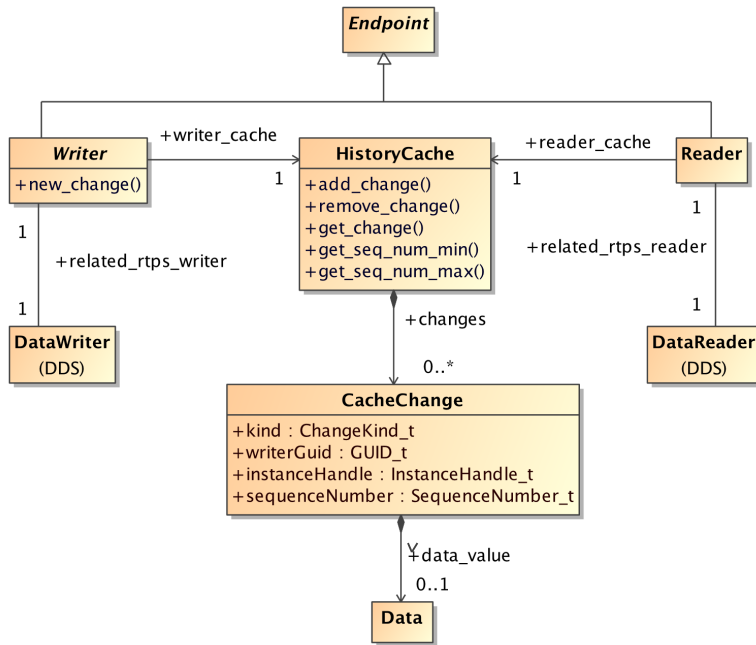 Endpoint
Writer
+new_change()
+writer_cache
1
HistoryCache
+add_change()
+remove_change()
+get_change()
+get_seq_num_min()
+get_seq_num_max()
+reader_cache
1
Reader
1
+related_rtps_writer
1
1
+related_rtps_reader
1
DataWriter
(DDS)
+changes
0..*
DataReader
(DDS)
CacheChange
+kind : ChangeKind_t
+writerGuid : GUID_t
+instanceHandle : InstanceHandle_t
+sequenceNumber : SequenceNumber_t
+data_value
0..1
Data